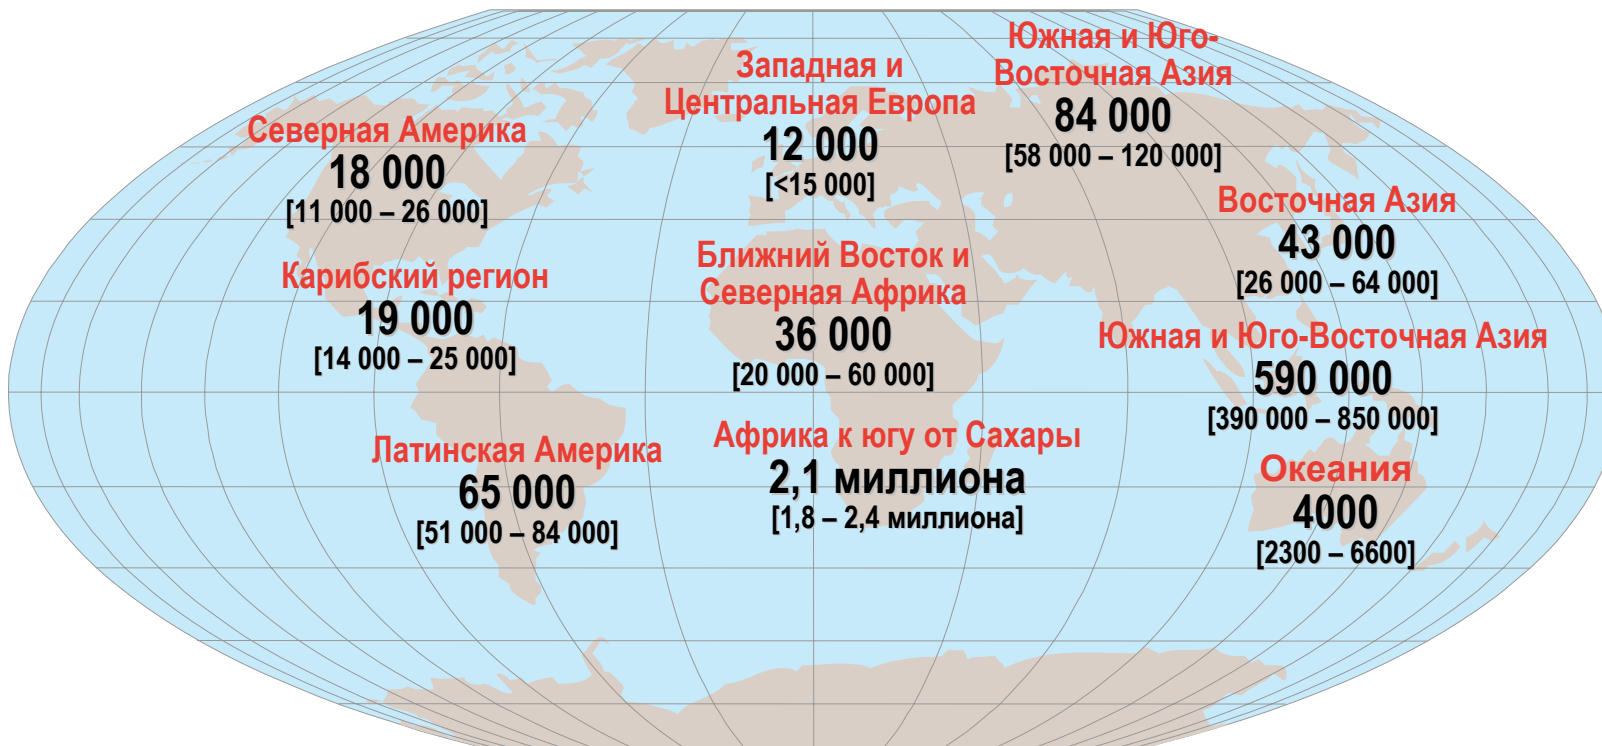 Южная и Юго-
Восточная Азия
84 000
[58 000 – 120 000]
Западная и
Центральная Европа
12 000
[<15 000]
Северная Америка
18 000
[11 000 – 26 000]
Восточная Азия
43 000
[26 000 – 64 000]
Ближний Восток и
Северная Африка
36 000
[20 000 – 60 000]
Карибский регион
19 000
[14 000 – 25 000]
Южная и Юго-Восточная Азия
590 000
[390 000 – 850 000]
Латинская Америка
65 000
[51 000 – 84 000]
Африка к югу от Сахары
2,1 миллиона
[1,8 – 2,4 миллиона]
Океания
4000
[2300 – 6600]